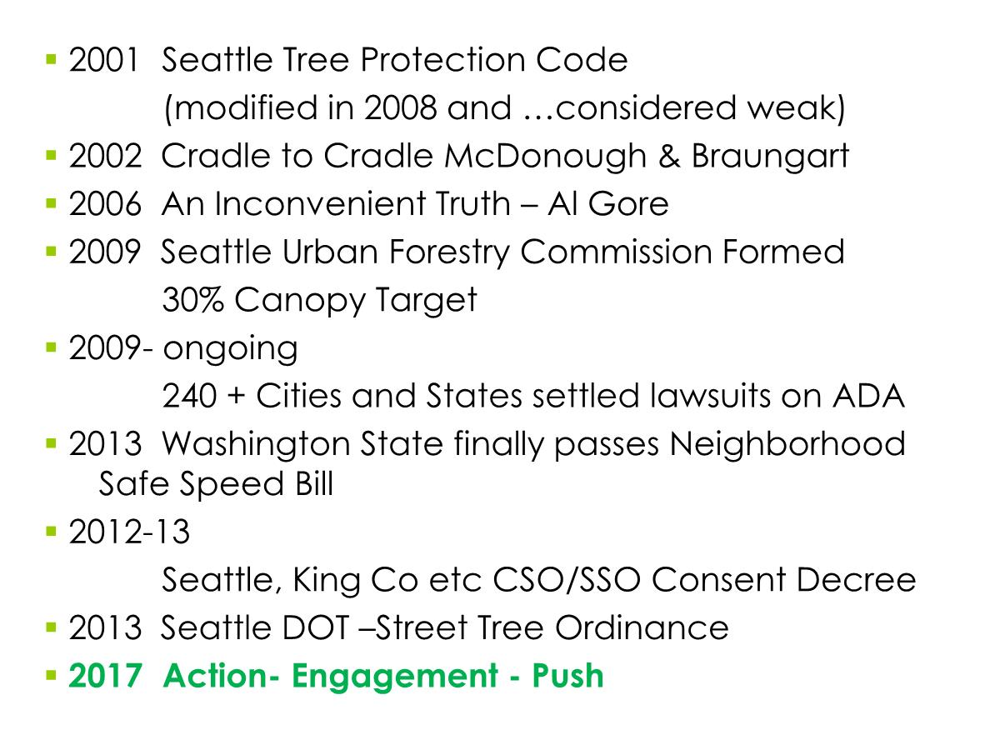 ▪ 2001 Seattle Tree Protection Code
(modified in 2008 and …considered weak)
▪ 2002 Cradle to Cradle McDonough & Braungart
▪ 2006 An Inconvenient Truth – Al Gore
▪ 2009 Seattle Urban Forestry Commission Formed
30% Canopy Target
▪ 2009- ongoing
240 + Cities and States settled lawsuits on ADA
▪ 2013 Washington State finally passes Neighborhood
Safe Speed Bill
▪ 2012-13
Seattle, King Co etc CSO/SSO Consent Decree
▪ 2013 Seattle DOT –Street Tree Ordinance
▪ 2017 Action- Engagement - Push